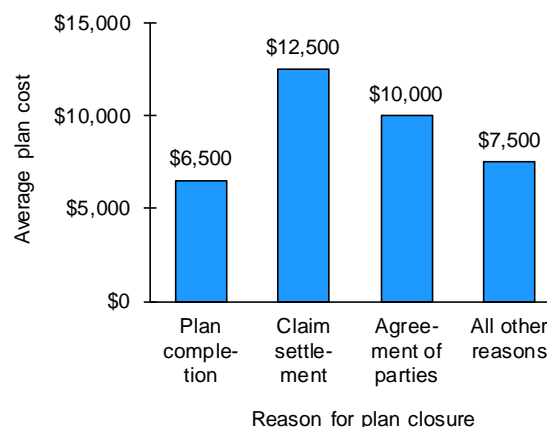 $15,000
$12,500
$10,000
$10,000
$6,500
$7,500
$5,000
$0
Average plan cost
Plan
comple-
tion
Claim
settle-
ment
Agree-
ment of
parties
All other
reasons
Reason for plan closure